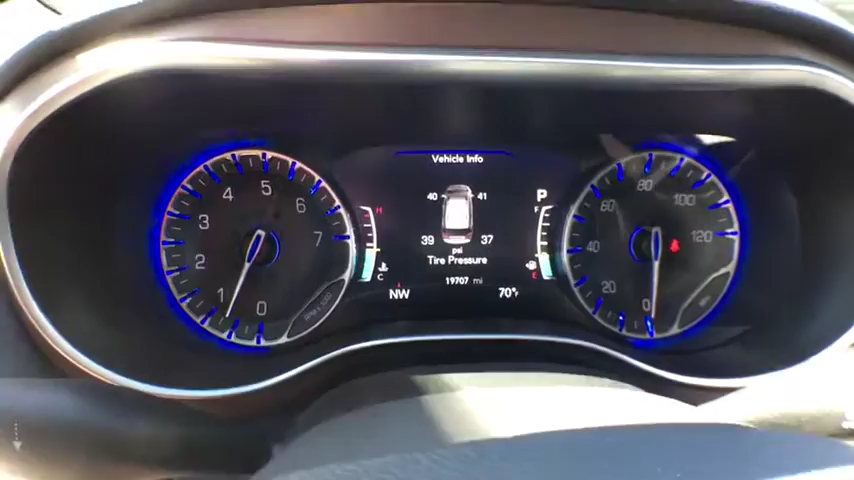 Vehicle Info
40 41
39 37
psi
Tire Pressure
19707 mi
NW 70°F
P
H
C
F
E
0 1 2 3 4 5 6 7
0 20 40 60 80 100 120
mph